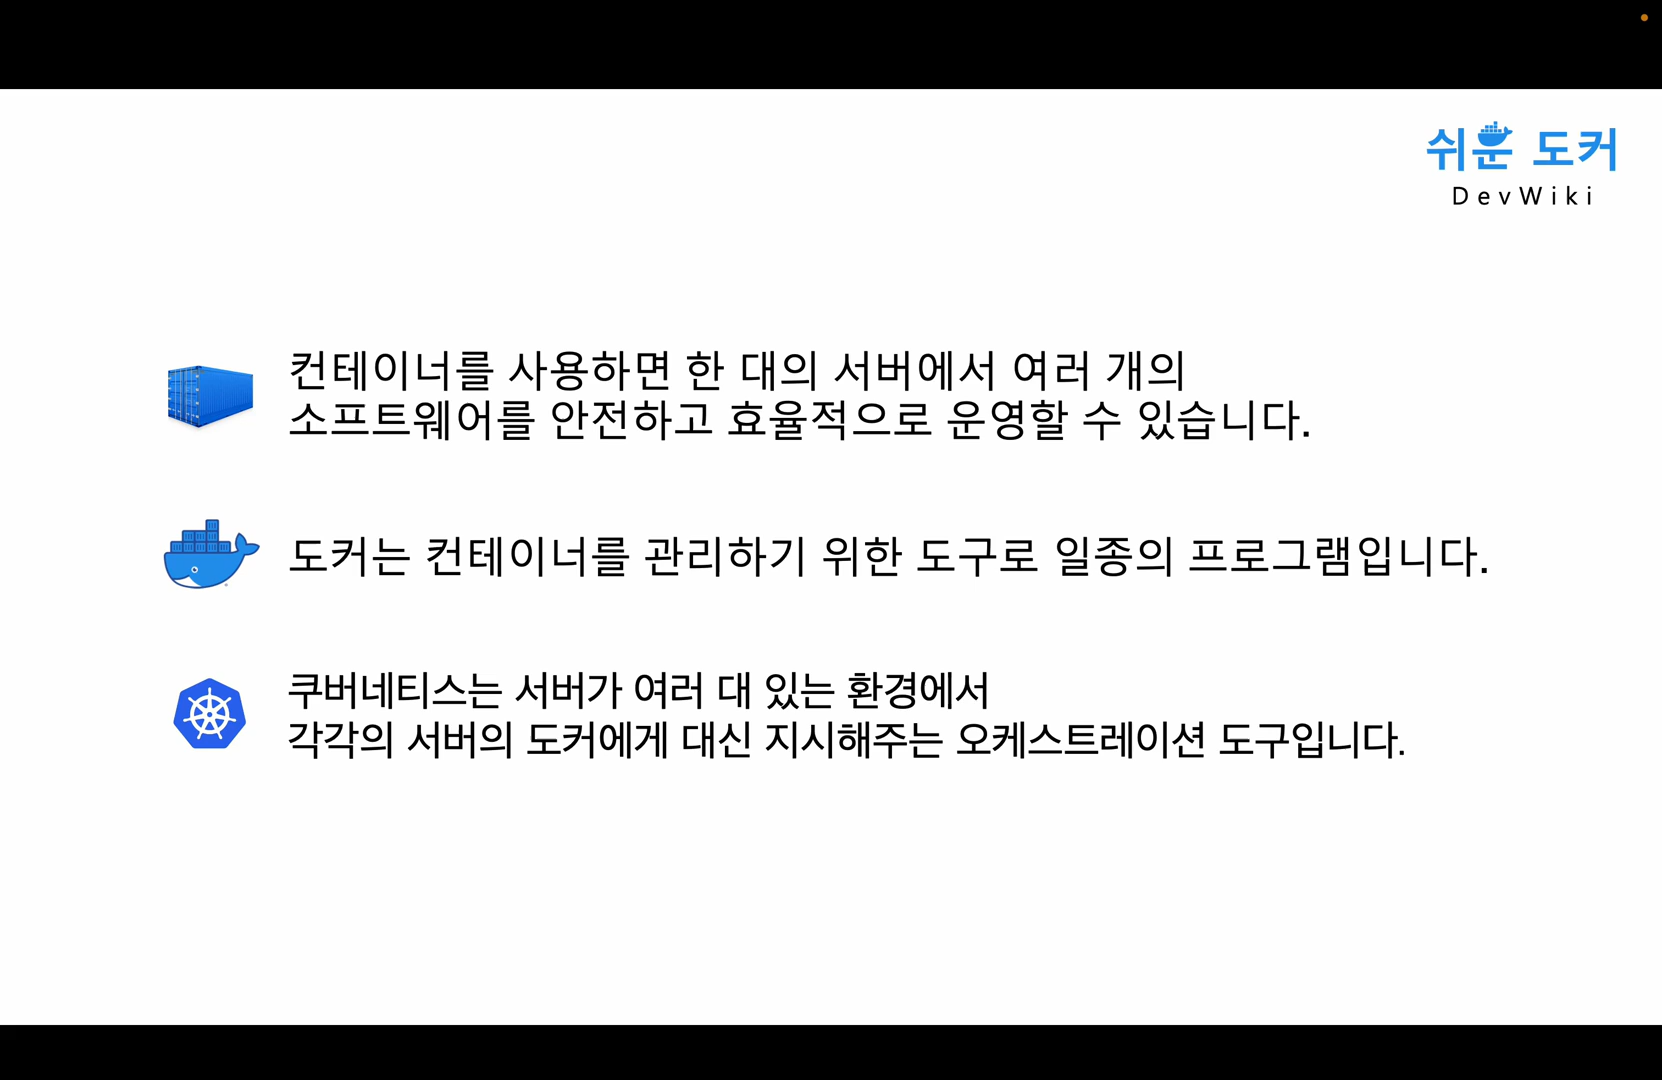 쉬운 도커
DevWiki
컨테이너를 사용하면 한 대의 서버에서 여러 개의
소프트웨어를 안전하고 효율적으로 운영할 수 있습니다.
도커는 컨테이너를 관리하기 위한 도구로 일종의 프로그램입니다.
쿠버네티스는 서버가 여러 대 있는 환경에서
각각의 서버의 도커에게 대신 지시해주는 오케스트레이션 도구입니다.